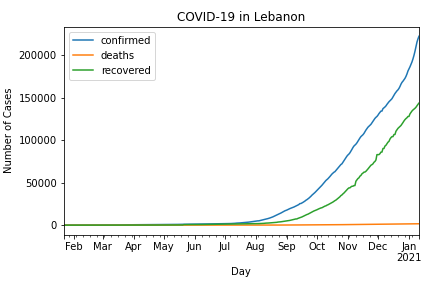 COVID-19 in Lebanon
confirmed
deaths
recovered
Number of Cases
200000
150000
100000
50000
0
Feb Mar Apr May Jun Jul Aug Sep Oct Nov Dec Jan
2021
Day